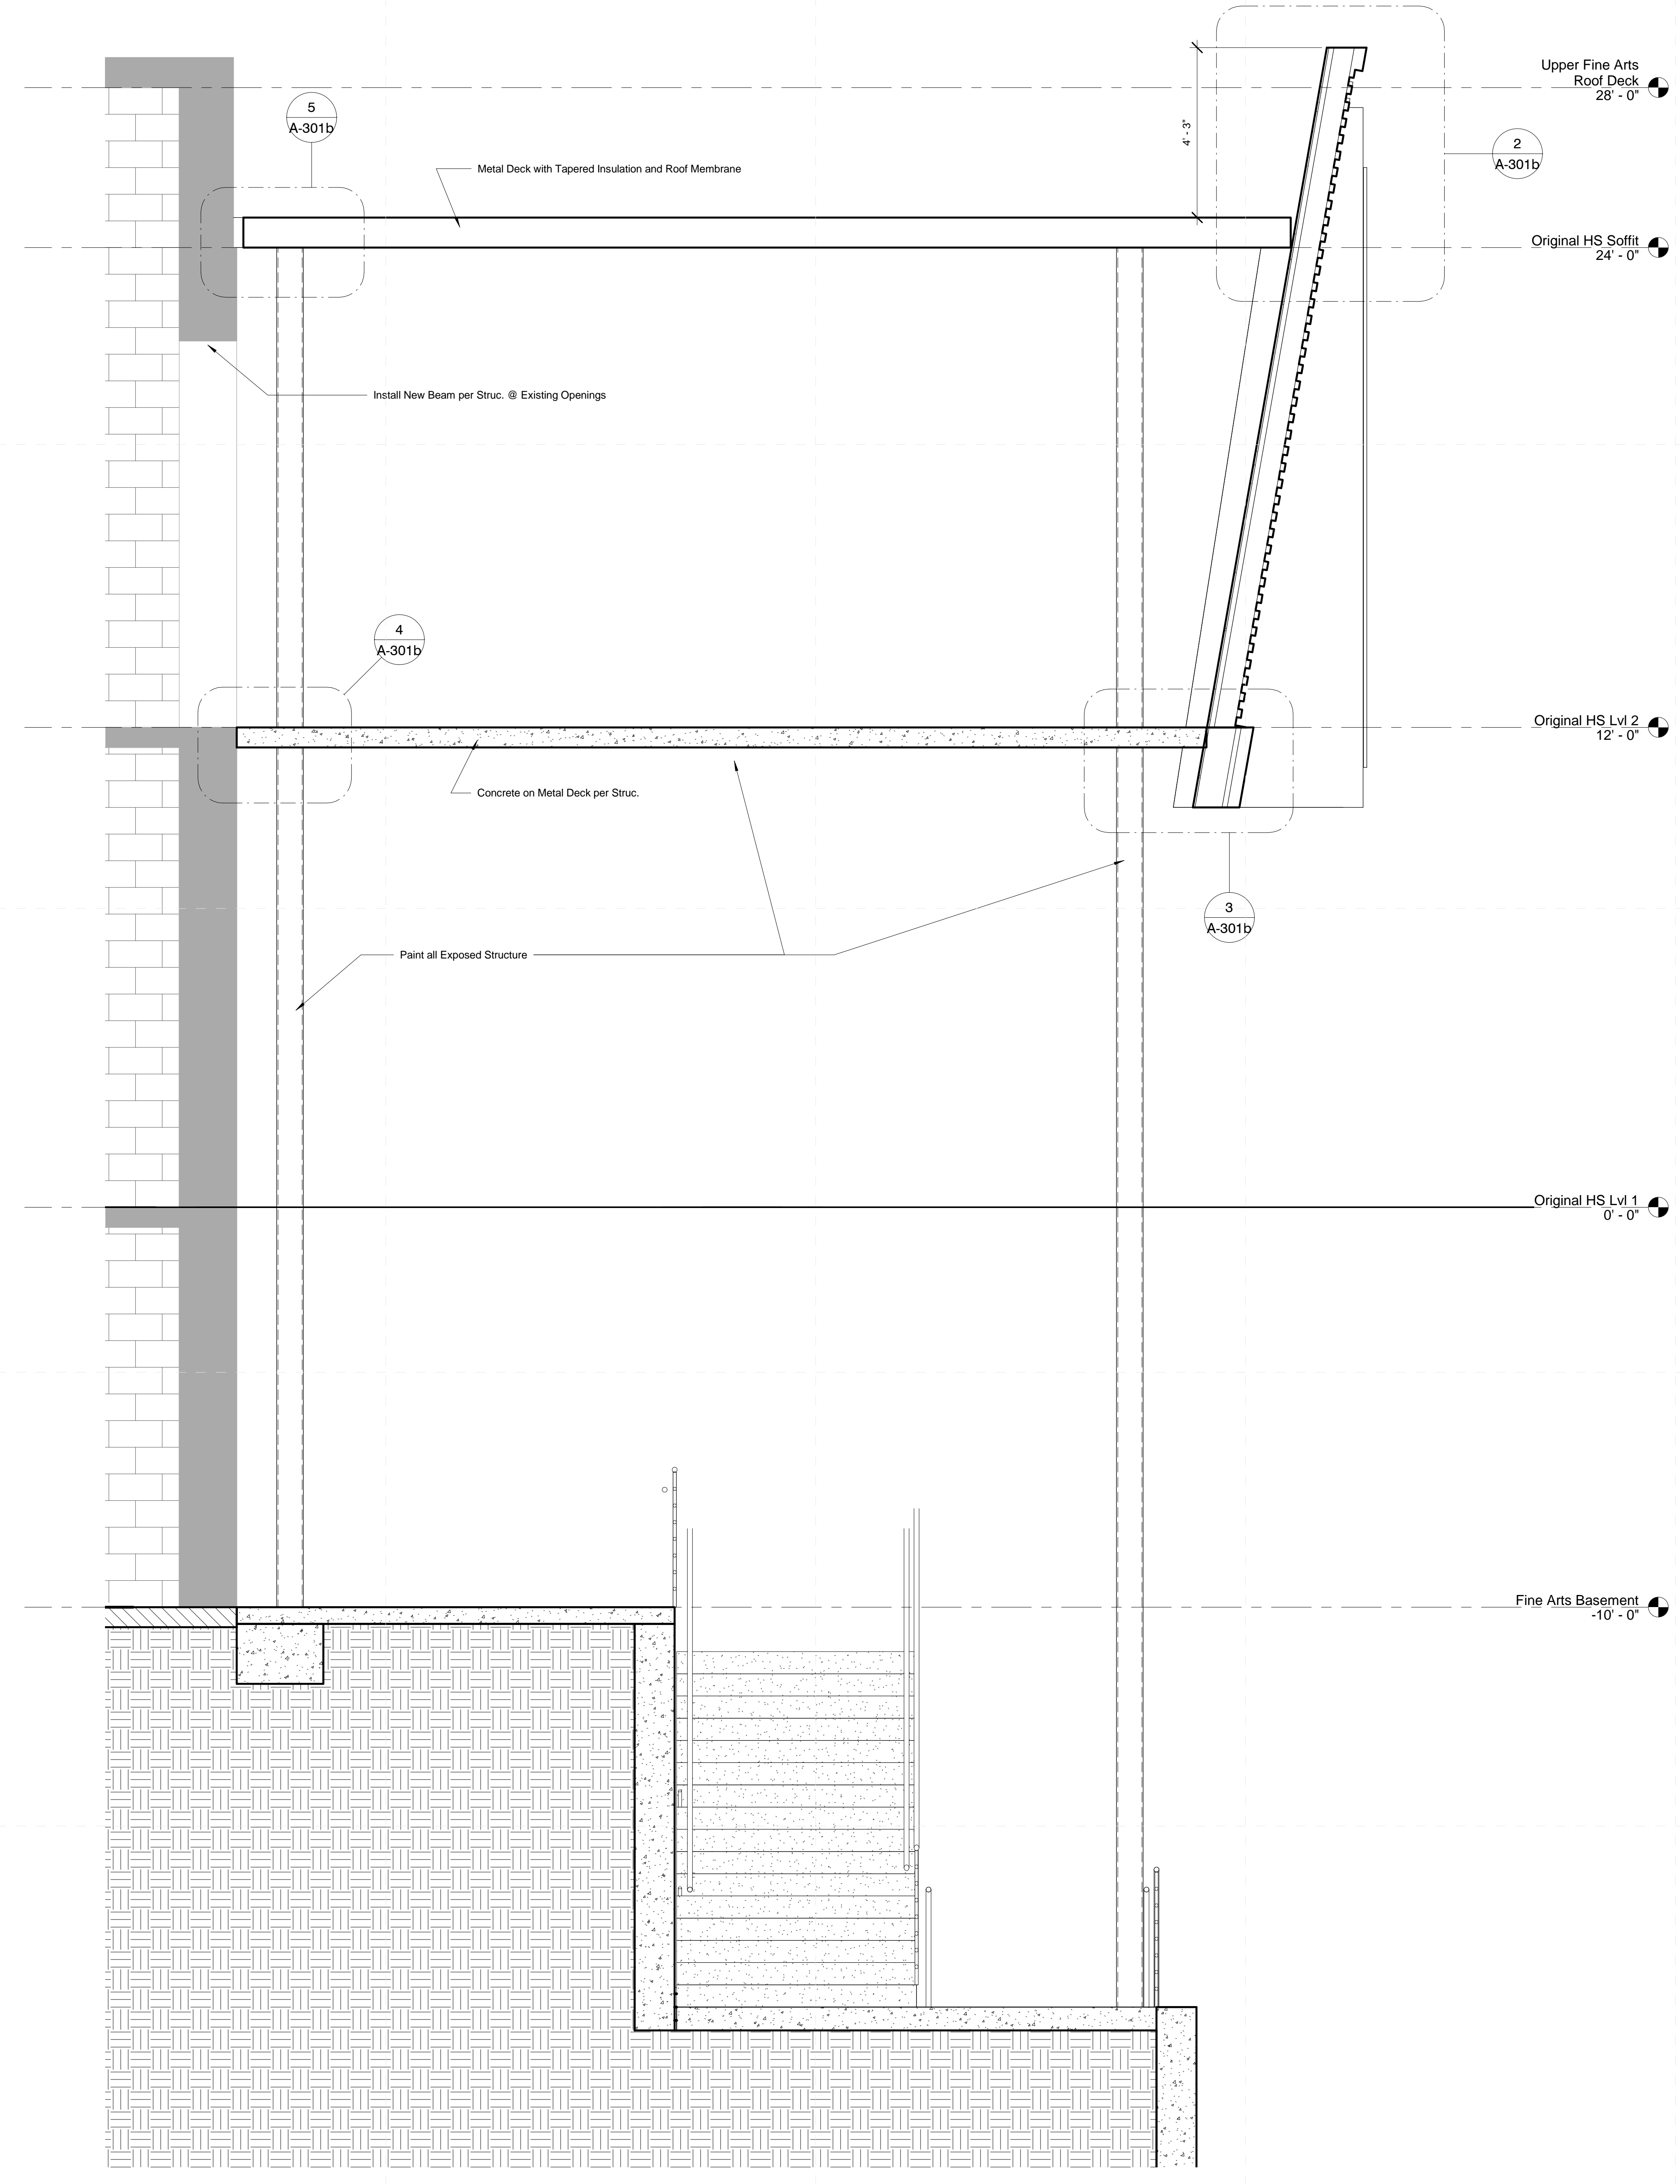 Upper Fine Arts
Roof Deck
28' - 0"
5
A-301b
4' - 3"
2
A-301b
Metal Deck with Tapered Insulation and Roof Membrane
Original HS Soffit
24' - 0"
Install New Beam per Struc. @ Existing Openings
4
A-301b
Original HS Lvl 2
12' - 0"
Concrete on Metal Deck per Struc.
3
A-301b
Paint all Exposed Structure
Original HS Lvl 1
0' - 0"
Fine Arts Basement
-10' - 0"